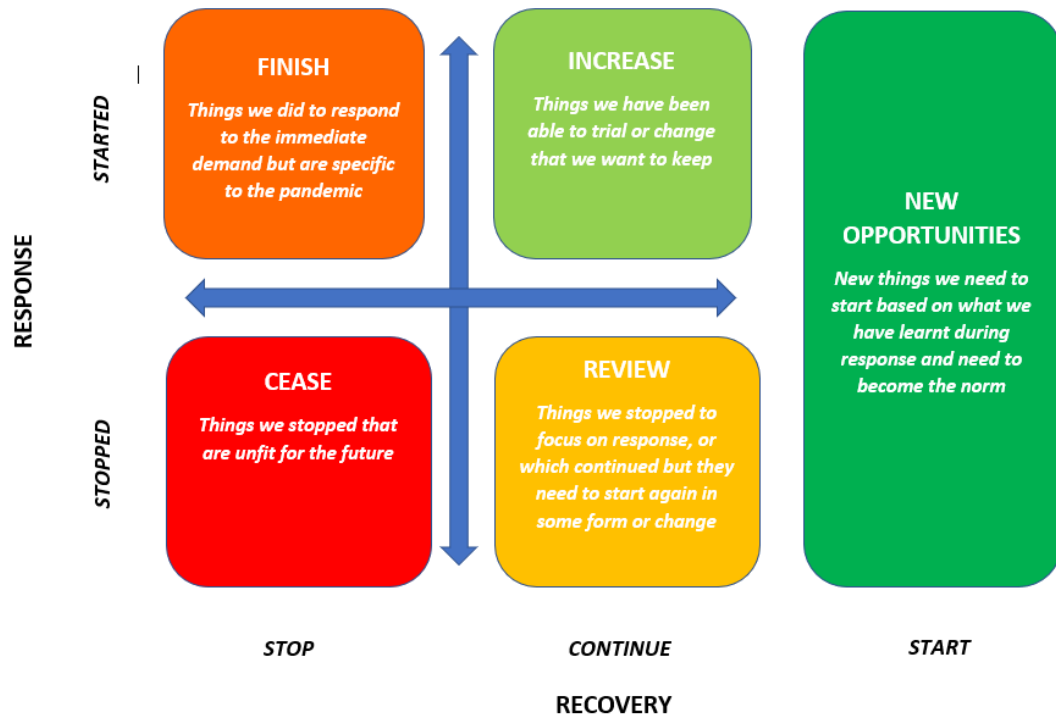 FINISH
Things we did to respond
to the immediate
demand but are specific
to the pandemic
INCREASE
Things we have been
able to trial or change
that we want to keep
NEW
OPPORTUNITIES
New things we need to
start based on what we
have learnt during
response and need to
become the norm
CEASE
Things we stopped that
are unfit for the future
REVIEW
Things we stopped to
focus on response, or
which continued but they
need to start again in
some form or change
RESPONSE
STARTED
STOPPED
STOP
CONTINUE
START
RECOVERY